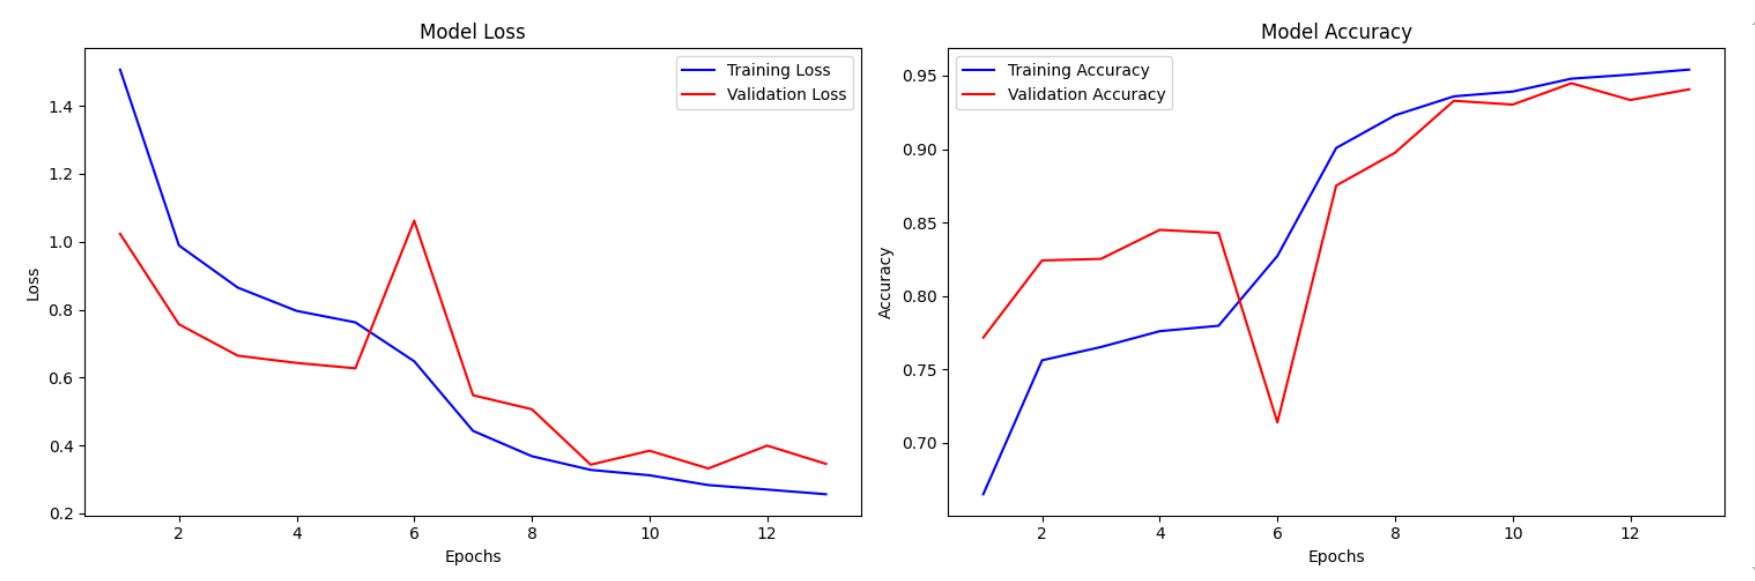 Model Loss
Training Loss
Validation Loss
1.4
1.2
1.0
0.8
0.6
0.4
0.2
Loss
2 4 6 8 10 12
Epochs
Model Accuracy
Training Accuracy
Validation Accuracy
0.95
0.90
0.85
0.80
0.75
0.70
Accuracy
2 4 6 8 10 12
Epochs